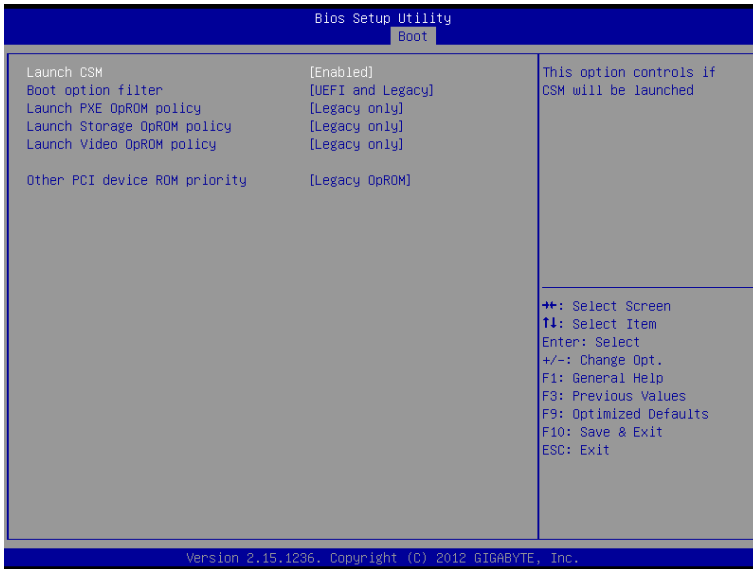 Bios Setup Utility
Boot
Launch CSM [Enabled]
Boot option filter [UEFI and Legacy]
Launch PXE OpROM policy [Legacy only]
Launch Storage OpROM policy [Legacy only]
Launch Video OpROM policy [Legacy only]
Other PCI device ROM priority [Legacy OpROM]
This option controls if
CSM will be launched
→←: Select Screen
↑↓: Select Item
Enter: Select
+/-: Change Opt.
F1: General Help
F3: Previous Values
F9: Optimized Defaults
F10: Save & Exit
ESC: Exit
Version 2.15.1236. Copyright (C) 2012 GIGABYTE, Inc.